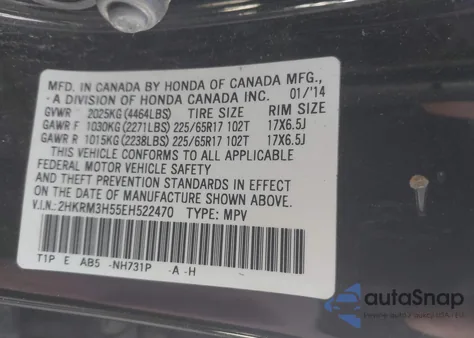 MFD. IN CANADA BY HONDA OF CANADA MFG.,
-A DIVISION OF HONDA CANADA INC. 01/'14
GVWR 2025KG(4464LBS) TIRE SIZE RIM SIZE
GAWR F 1030KG(2271LBS) 225/65R17 102T 17X6.5J
GAWR R 1015KG(2238LBS) 225/65R17 102T 17X6.5J
THIS VEHICLE CONFORMS TO ALL APPLICABLE
FEDERAL MOTOR VEHICLE SAFETY
AND THEFT PREVENTION STANDARDS IN EFFECT
ON THE DATE OF MANUFACTURE SHOWN ABOVE.
V.I.N.:2HKRM3H55EH522470 TYPE: MPV
T1P E AB5 -NH731P -A -H
autoSnap